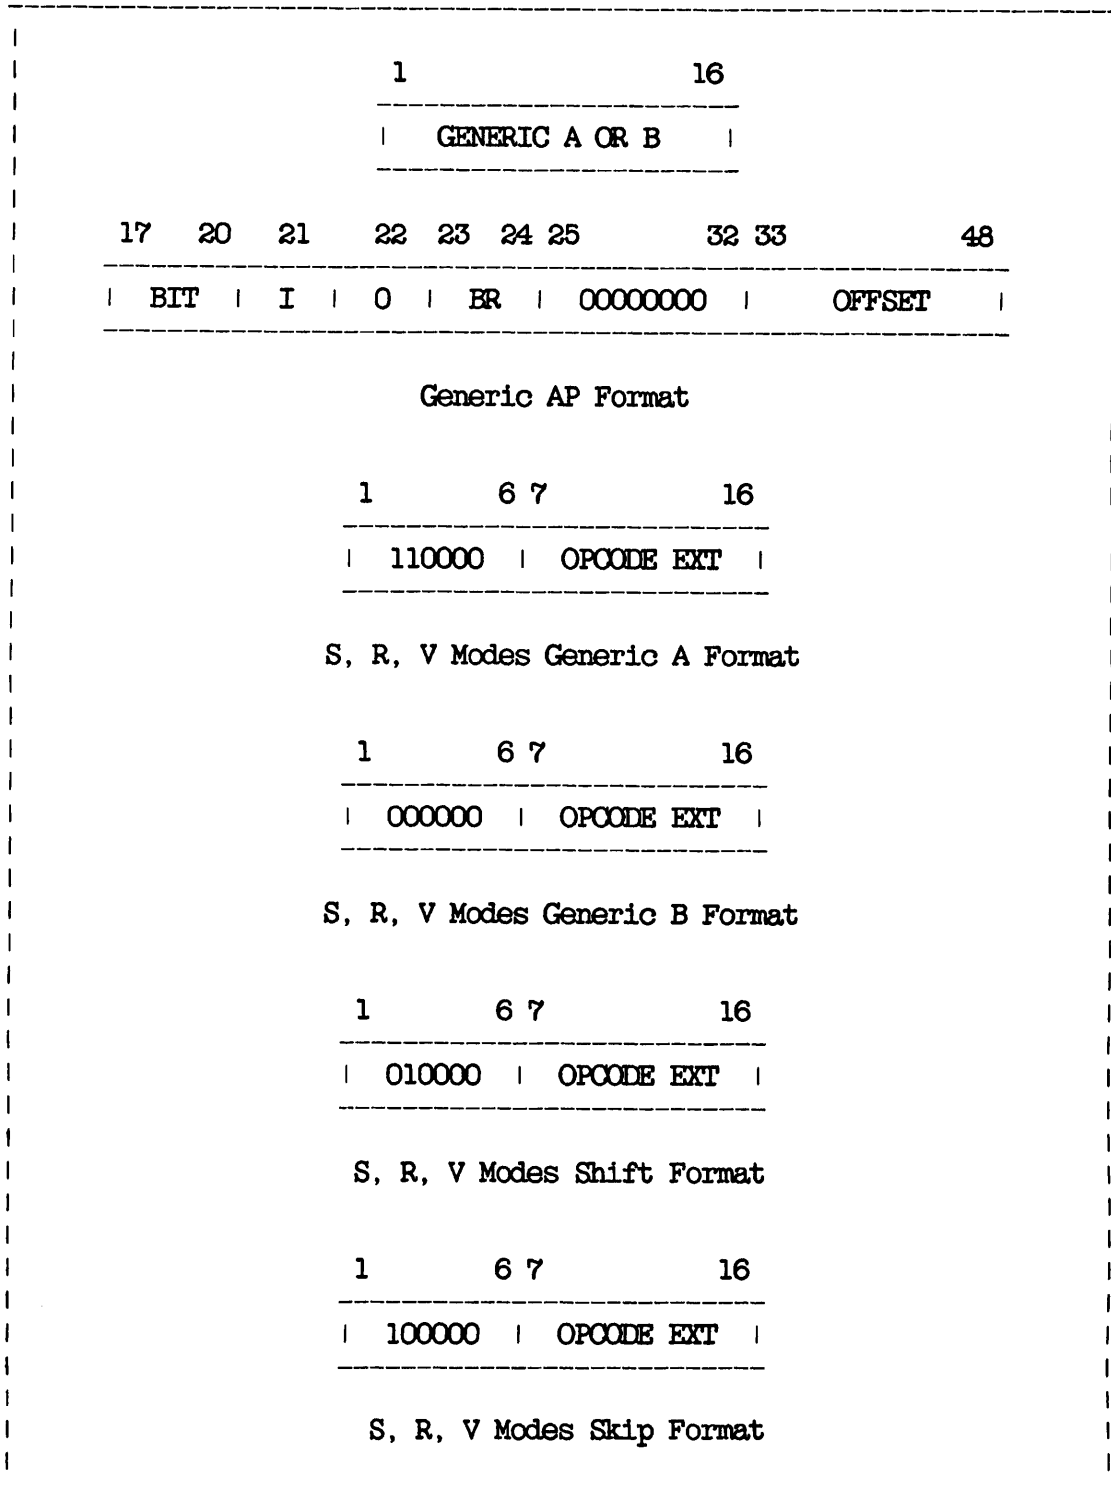 1 16
| GENERIC A OR B |
17 20 21 22 23 24 25 32 33 48
| BIT | I | 0 | BR | 00000000 | OFFSET |
Generic AP Format
1 6 7 16
| 110000 | OPCODE EXT |
S, R, V Modes Generic A Format
1 6 7 16
| 000000 | OPCODE EXT |
S, R, V Modes Generic B Format
1 6 7 16
| 010000 | OPCODE EXT |
S, R, V Modes Shift Format
1 6 7 16
| 100000 | OPCODE EXT |
S, R, V Modes Skip Format